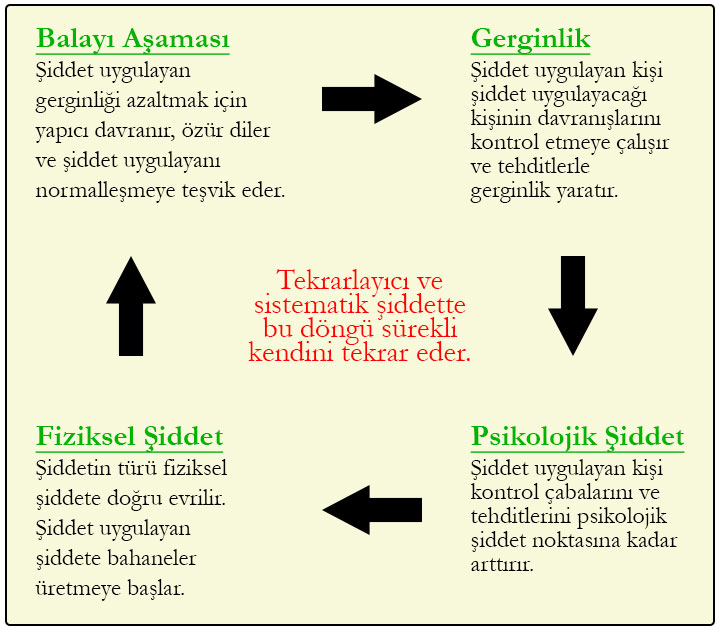 Balayı Aşaması
Şiddet uygulayan
gerginliği azaltmak için
yapıcı davranır, özür diler
ve şiddet uygulayanı
normalleşmeye teşvik eder.
Gerginlik
Şiddet uygulayan kişi
şiddet uygulayacağı
kişinin davranışlarını
kontrol etmeye çalışır
ve tehditlerle
gerginlik yaratır.
Tekrarlayıcı ve
sistematik şiddette
bu döngü sürekli
kendini tekrar eder.
Fiziksel Şiddet
Şiddetin türü fiziksel
şiddete doğru evrilir.
Şiddet uygulayan
şiddete bahaneler
üretmeye başlar.
Psikolojik Şiddet
Şiddet uygulayan kişi
kontrol çabalarını ve
tehditlerini psikolojik
şiddet noktasına kadar
arttırır.